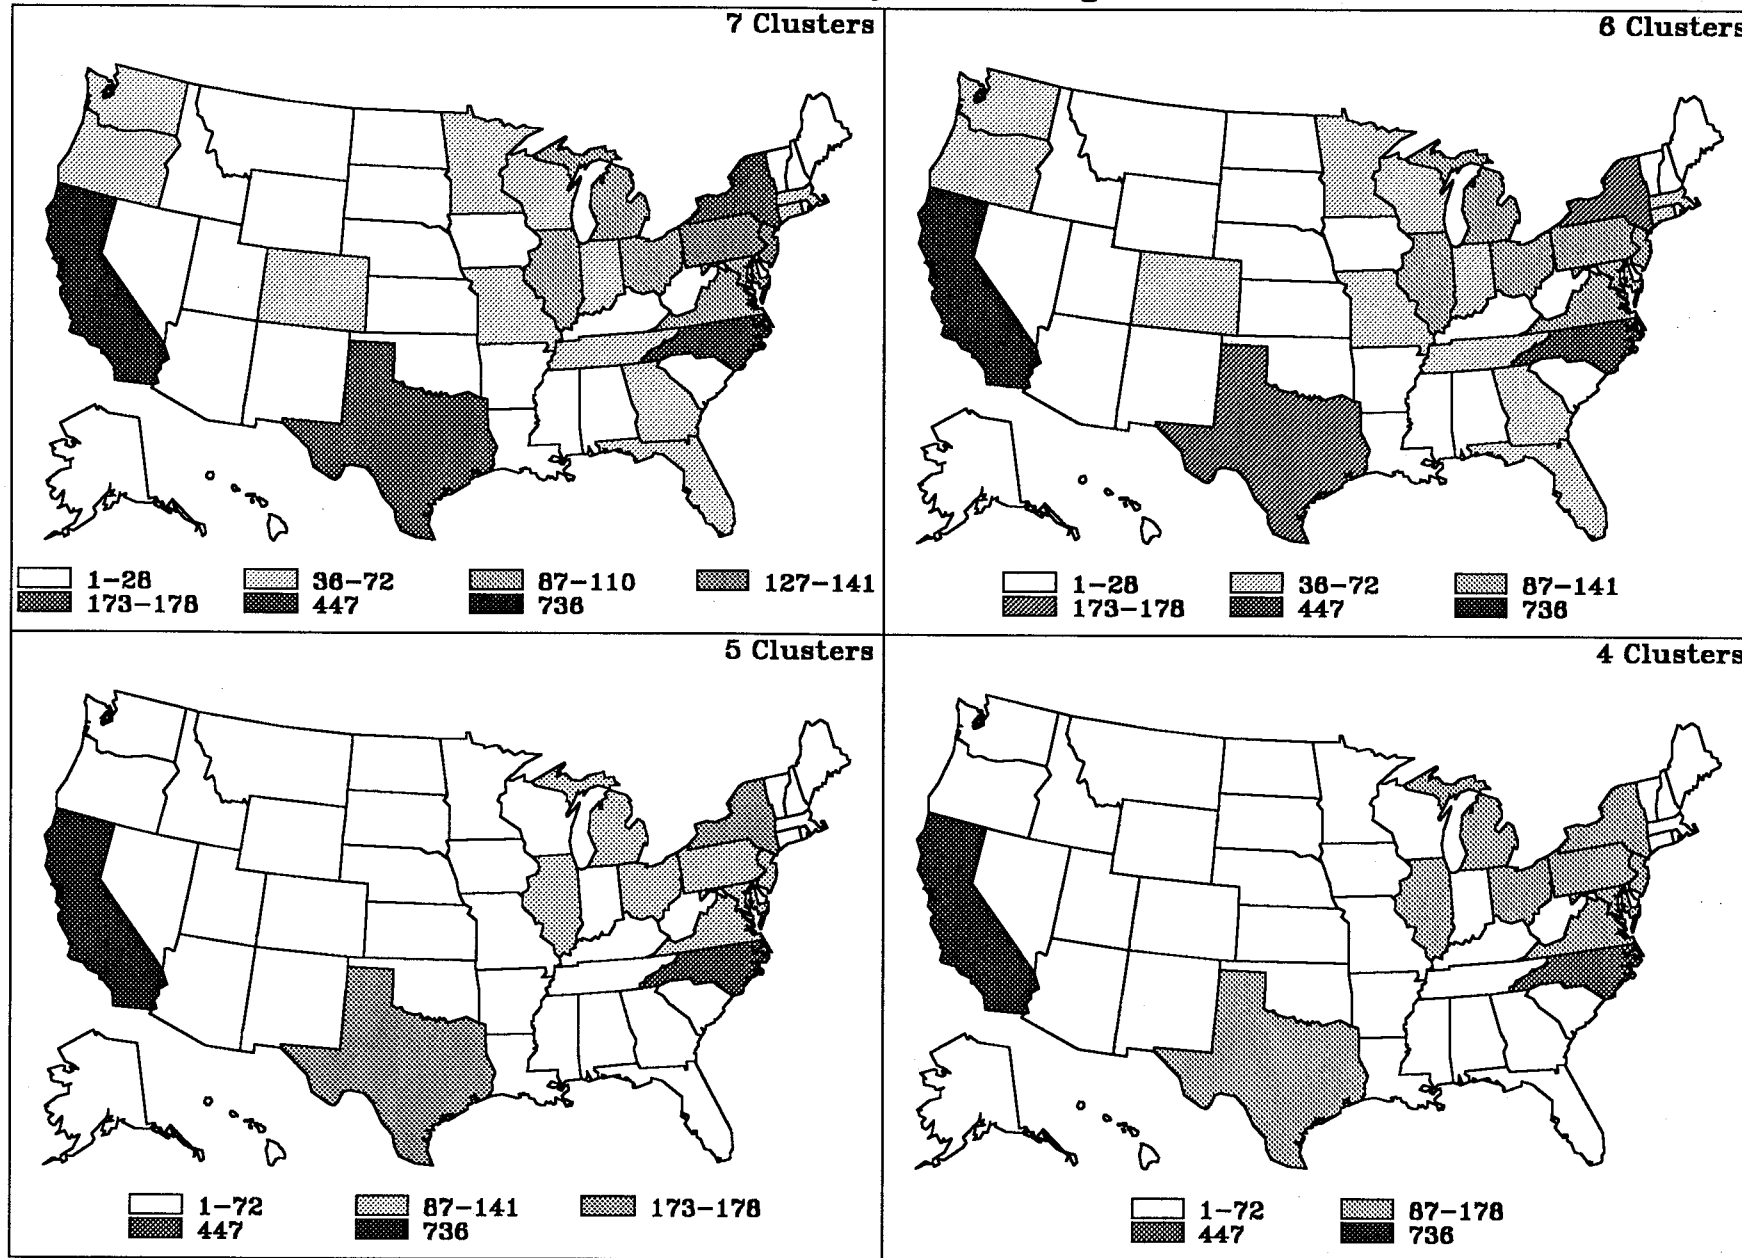 7 Clusters
1-28 36-72 87-110 127-141
173-178 447 736
6 Clusters
1-28 36-72 87-141
173-178 447 736
5 Clusters
1-72 87-141 173-178
447 736
4 Clusters
1-72 87-178
447 736